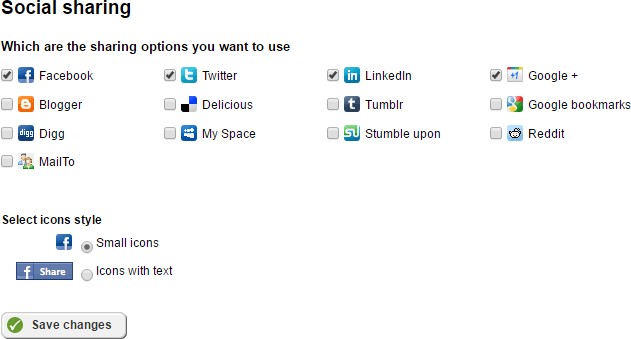 Social sharing
Which are the sharing options you want to use
Facebook Twitter LinkedIn Google +
Blogger Delicious Tumblr Google bookmarks
digg Digg My Space Stumble upon Reddit
MailTo
Select icons style
Small icons
Share Icons with text
Save changes